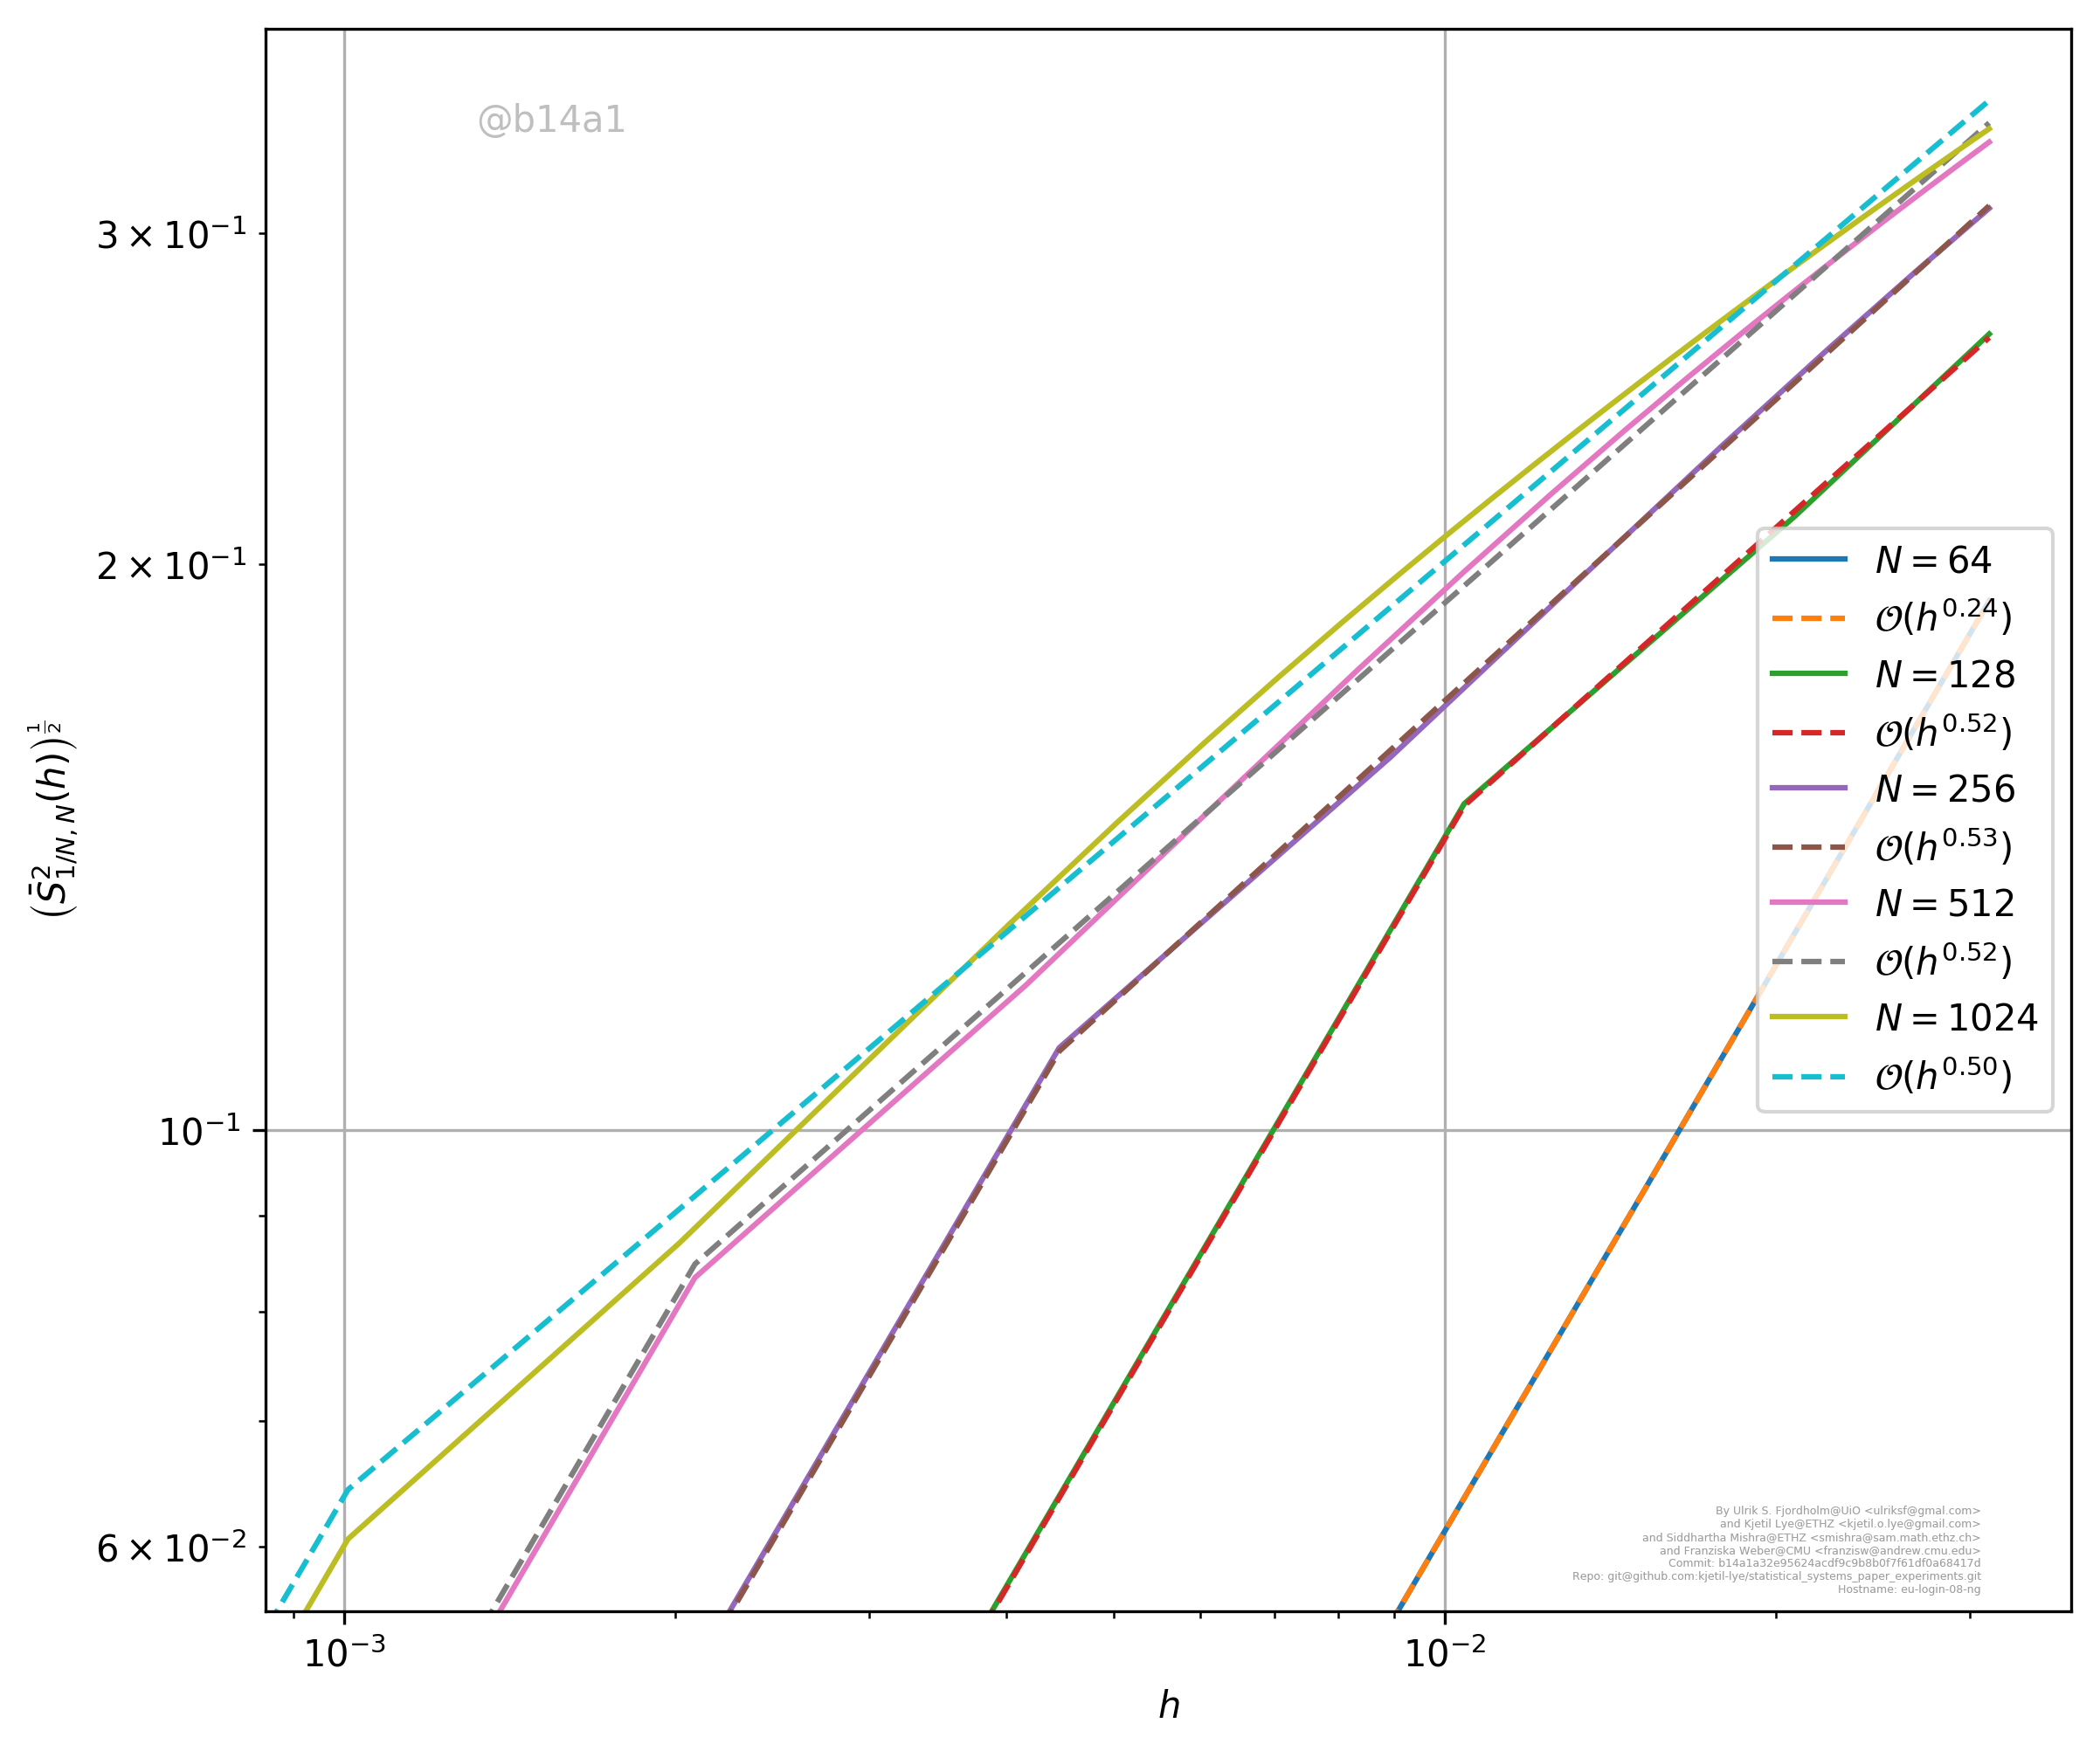 @b14a1
3 × 10⁻¹
2 × 10⁻¹
10⁻¹
6 × 10⁻²
(S̄²₁/N, N(h))^½
N = 64
𝒪(h^0.24)
N = 128
𝒪(h^0.52)
N = 256
𝒪(h^0.53)
N = 512
𝒪(h^0.52)
N = 1024
𝒪(h^0.50)
By Ulrik S. Fjordholm@UiO <ulriksf@gmal.com>
and Kjetil Lye@ETHZ <kjetil.o.lye@gmail.com>
and Siddhartha Mishra@ETHZ <smishra@sam.math.ethz.ch>
and Franziska Weber@CMU <franzisw@andrew.cmu.edu>
Commit: b14a1a32e95624acdf9c9b8b0f7f61df0a68417d
Repo: git@github.com:kjetil-lye/statistical_systems_paper_experiments.git
Hostname: eu-login-08-ng
10⁻³
10⁻²
h